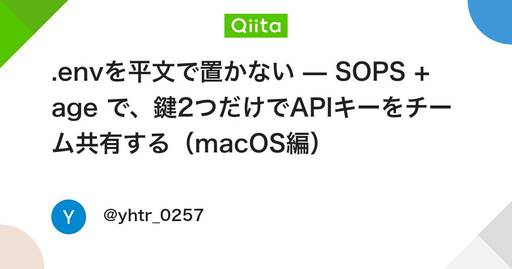 Qiita
.envを平文で置かない — SOPS +
age で、鍵2つだけでAPIキーをチー
ム共有する（macOS編）
Y
@yhtr_0257